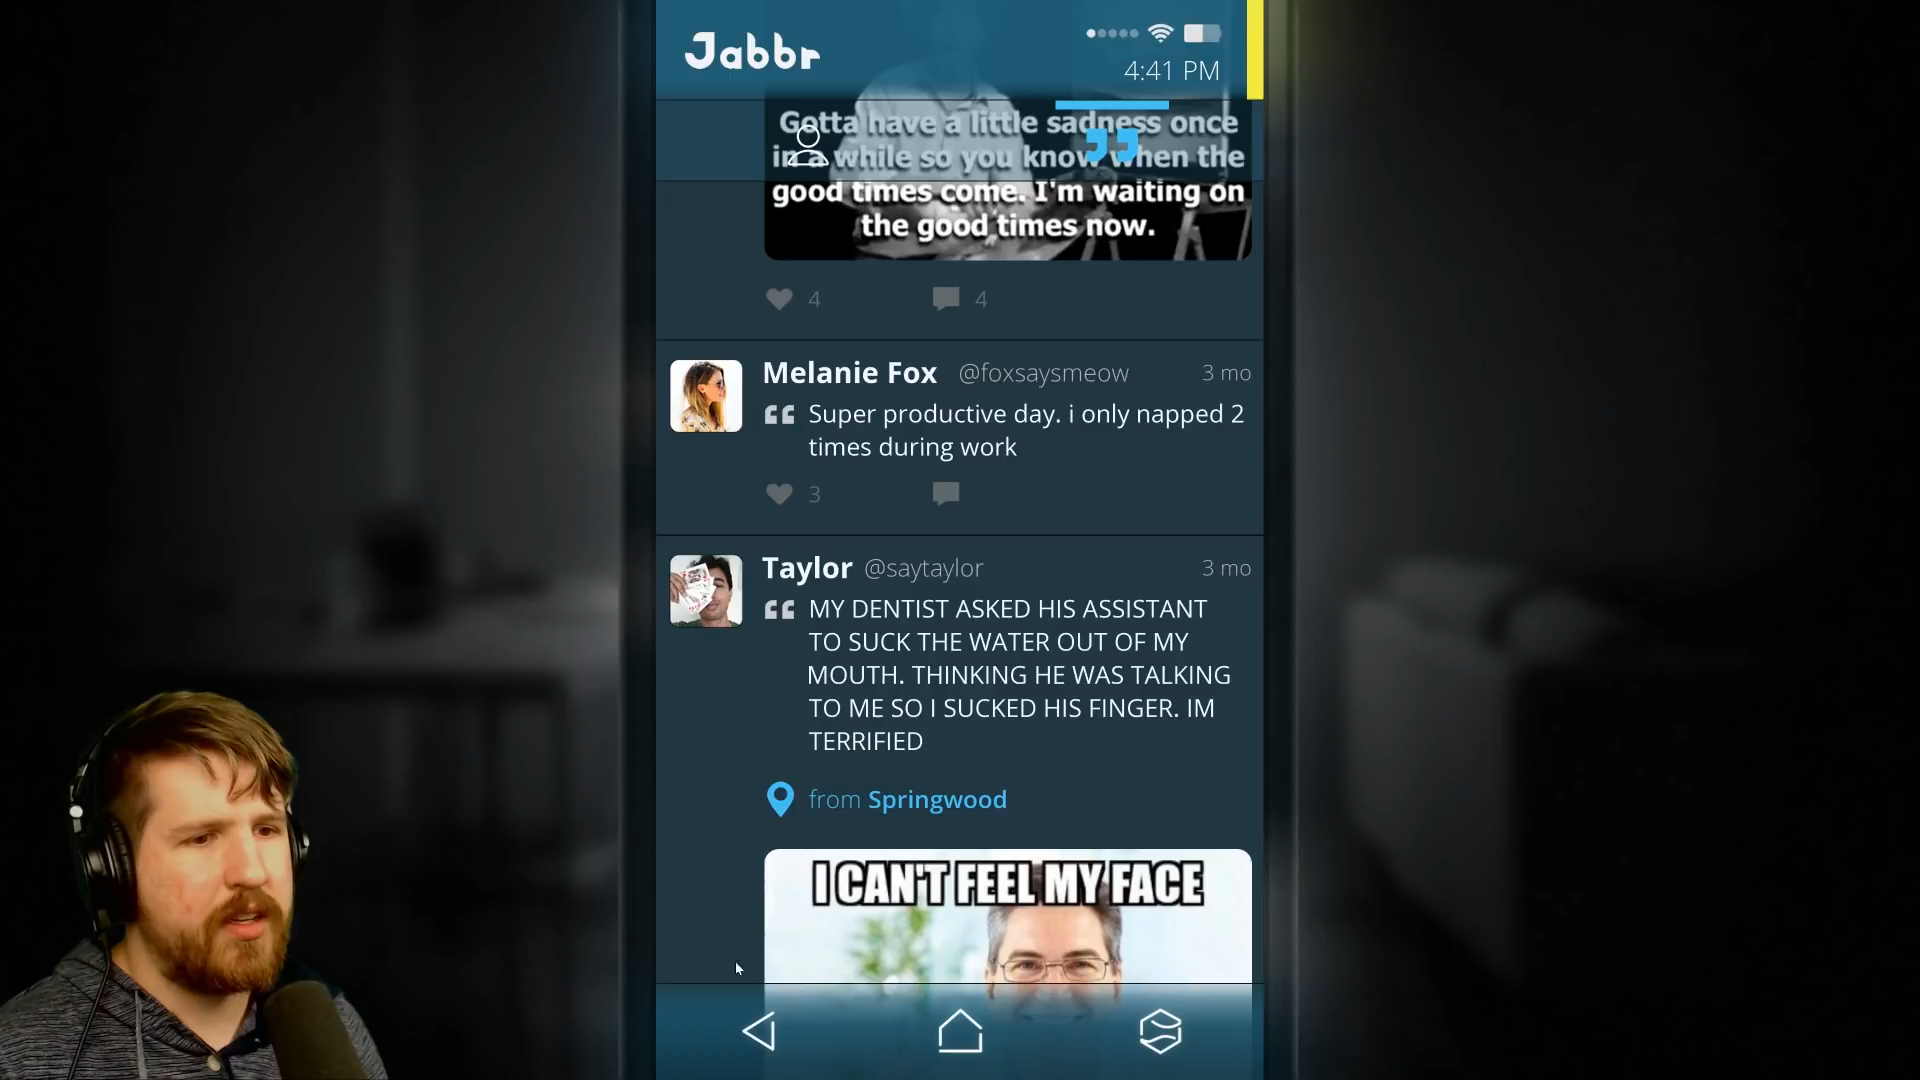 Jabbr
4:41 PM
Gotta have a little sadness once
in a while so you know when the
good times come. I'm waiting on
the good times now.
4 4
Melanie Fox @foxsaysmeow 3 mo
Super productive day. i only napped 2
times during work
3
Taylor @saytaylor 3 mo
MY DENTIST ASKED HIS ASSISTANT
TO SUCK THE WATER OUT OF MY
MOUTH. THINKING HE WAS TALKING
TO ME SO I SUCKED HIS FINGER. IM
TERRIFIED
from Springwood
I CAN'T FEEL MY FACE